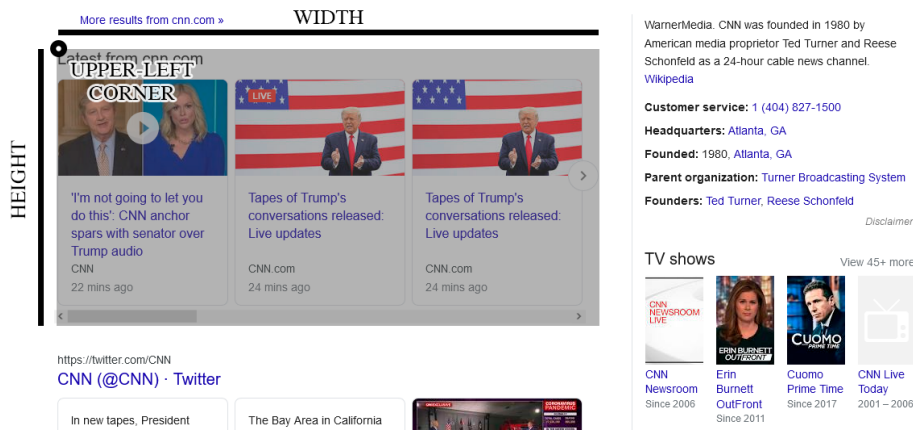 More results from cnn.com »
WIDTH
HEIGHT
Latest from cnn.com
UPPER-LEFT
CORNER
LIVE
'I'm not going to let you
do this': CNN anchor
spars with senator over
Trump audio
CNN
22 mins ago
Tapes of Trump's
conversations released:
Live updates
CNN.com
24 mins ago
Tapes of Trump's
conversations released:
Live updates
CNN.com
24 mins ago
https://twitter.com/CNN
CNN (@CNN) · Twitter
In new tapes, President
The Bay Area in California
CORONAVIRUS
PANDEMIC
WarnerMedia. CNN was founded in 1980 by
American media proprietor Ted Turner and Reese
Schonfeld as a 24-hour cable news channel.
Wikipedia
Customer service: 1 (404) 827-1500
Headquarters: Atlanta, GA
Founded: 1980, Atlanta, GA
Parent organization: Turner Broadcasting System
Founders: Ted Turner, Reese Schonfeld
Disclaimer
TV shows
View 45+ more
CNN
NEWSROOM
LIVE
ERIN BURNETT
OUTFRONT
CUOMO
PRIME TIME
CNN
Newsroom
Since 2006
Erin
Burnett
OutFront
Since 2011
Cuomo
Prime Time
Since 2017
CNN Live
Today
2001 – 2006